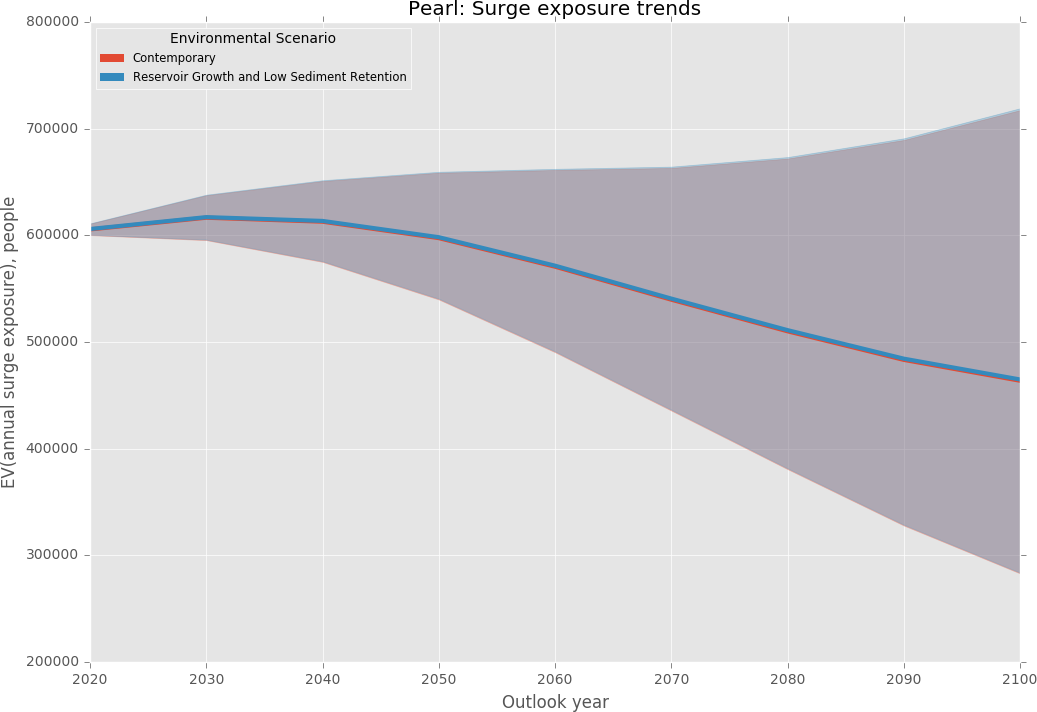 Pearl: Surge exposure trends
800000
700000
600000
500000
400000
300000
200000
EV(annual surge exposure), people
Environmental Scenario
Contemporary
Reservoir Growth and Low Sediment Retention
2020 2030 2040 2050 2060 2070 2080 2090 2100
Outlook year